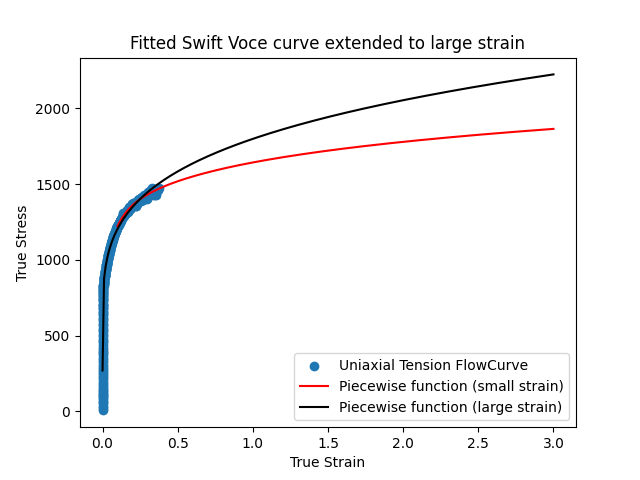 Fitted Swift Voce curve extended to large strain
True Stress
2000
1500
1000
500
0
Uniaxial Tension FlowCurve
Piecewise function (small strain)
Piecewise function (large strain)
0.0 0.5 1.0 1.5 2.0 2.5 3.0
True Strain